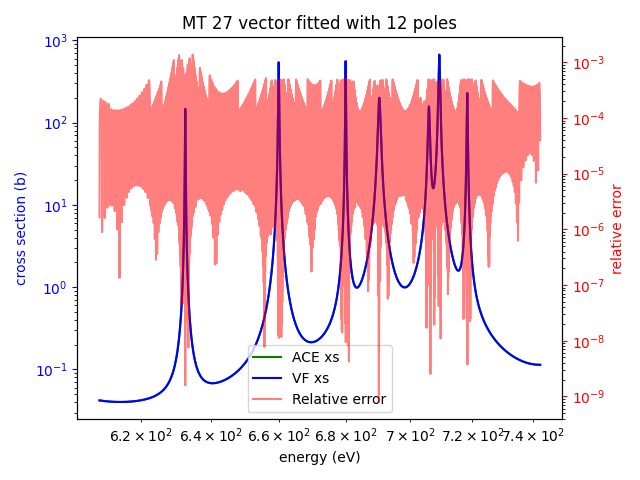 MT 27 vector fitted with 12 poles
10³
10²
10¹
10⁰
10⁻¹
cross section (b)
10⁻³
10⁻⁴
10⁻⁵
10⁻⁶
10⁻⁷
10⁻⁸
10⁻⁹
relative error
ACE xs
VF xs
Relative error
6.2 × 10² 6.4 × 10² 6.6 × 10² 6.8 × 10² 7 × 10² 7.2 × 10² 7.4 × 10²
energy (eV)